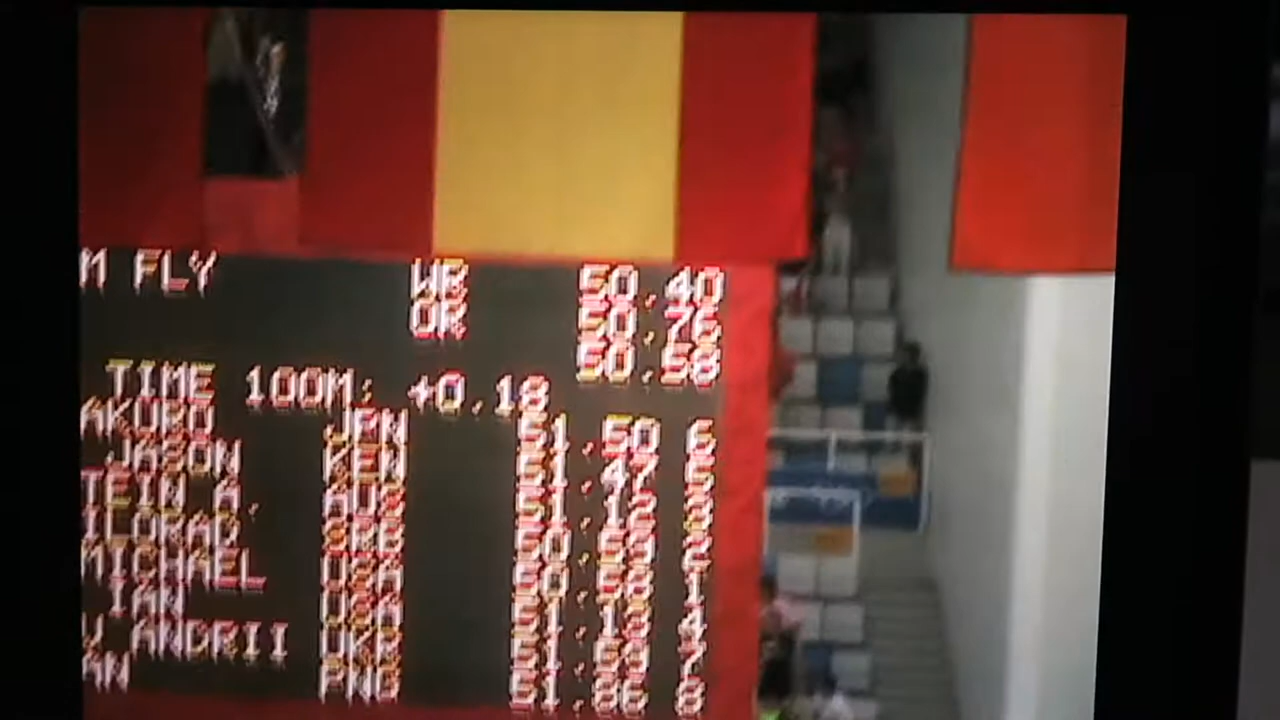 M FLY WR 50.40
OR 50.76
50.58
TIME 100M: +0.18
AKURO JPN 51.50 6
JASON KEN 51.47 5
TEIN A. AUS 51.12 3
ILORAD SRB 50.59 2
MICHAEL USA 50.58 1
IAN USA 51.13 4
V ANDRII UKR 51.59 7
AN PNG 51.86 8